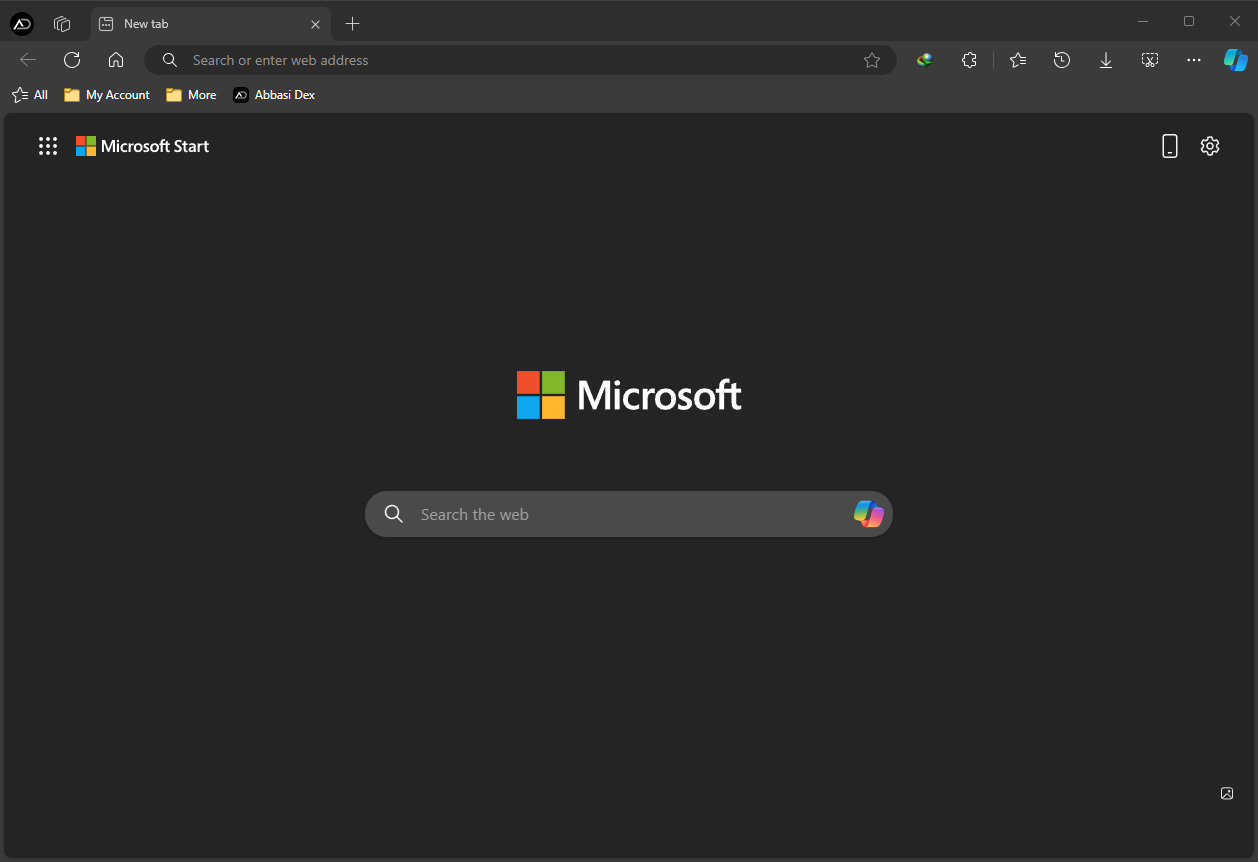 New tab
Search or enter web address
All My Account More Abbasi Dex
Microsoft Start
Microsoft
Search the web